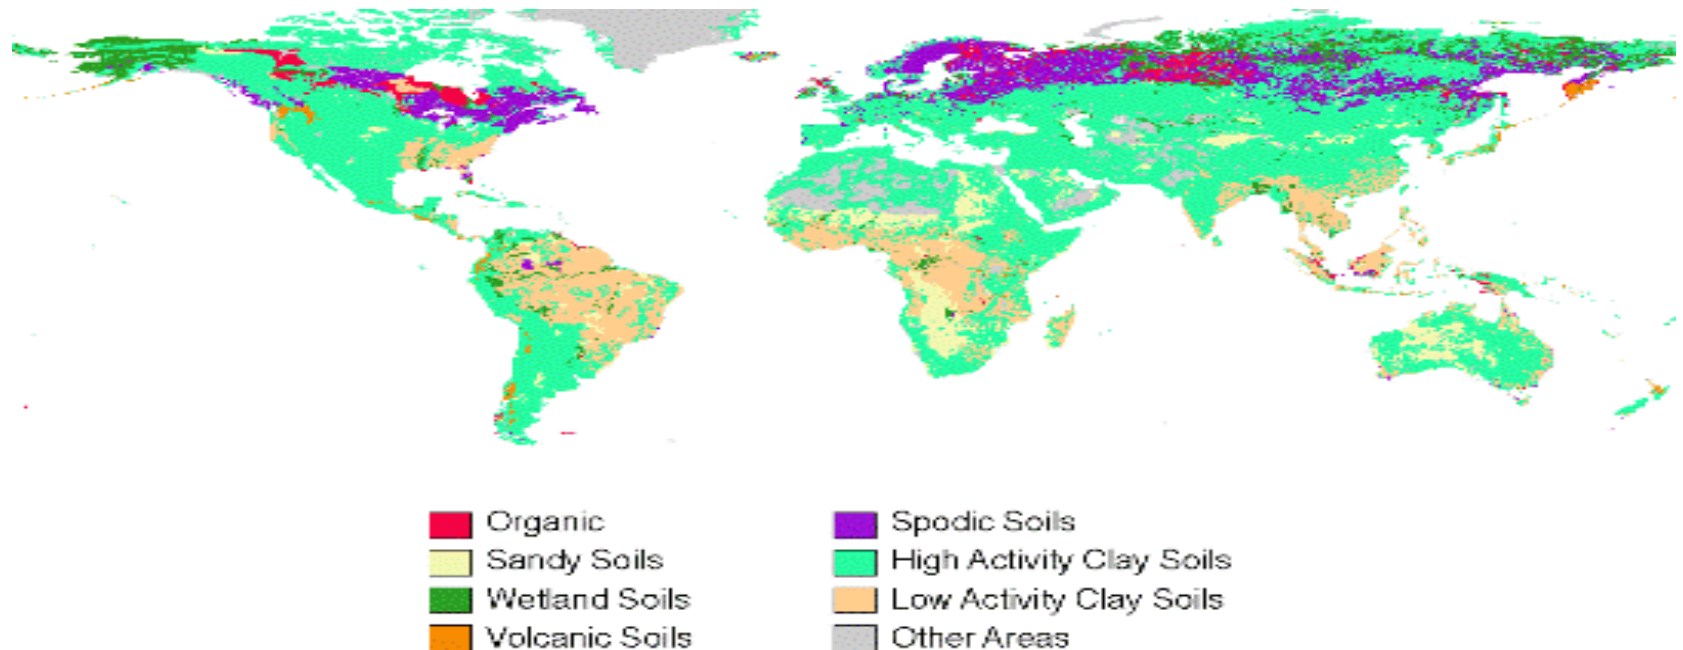 Organic
Sandy Soils
Wetland Soils
Volcanic Soils
Spodic Soils
High Activity Clay Soils
Low Activity Clay Soils
Other Areas